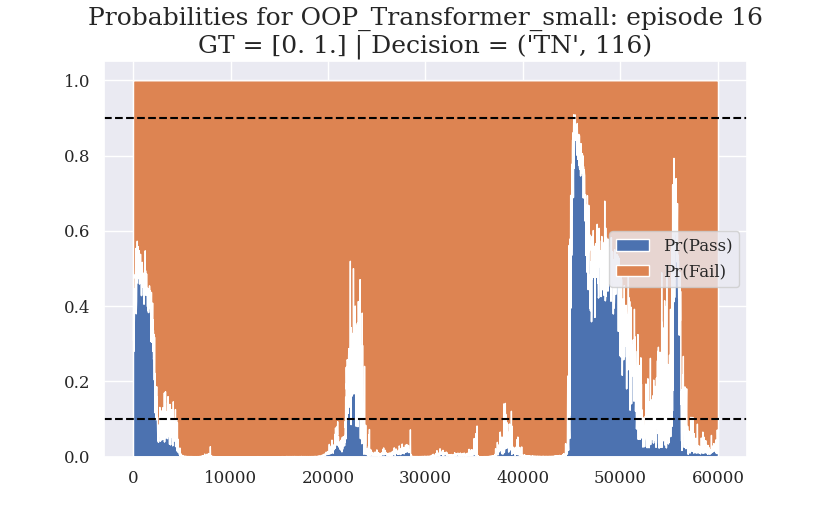 Probabilities for OOP_Transformer_small: episode 16
GT = [0. 1.] | Decision = ('TN', 116)
1.0
0.8
0.6
0.4
0.2
0.0
Pr(Pass)
Pr(Fail)
0 10000 20000 30000 40000 50000 60000